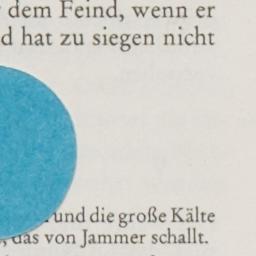 dem Feind, wenn er
d hat zu siegen nicht
und die große Kälte
das von Jammer schallt.